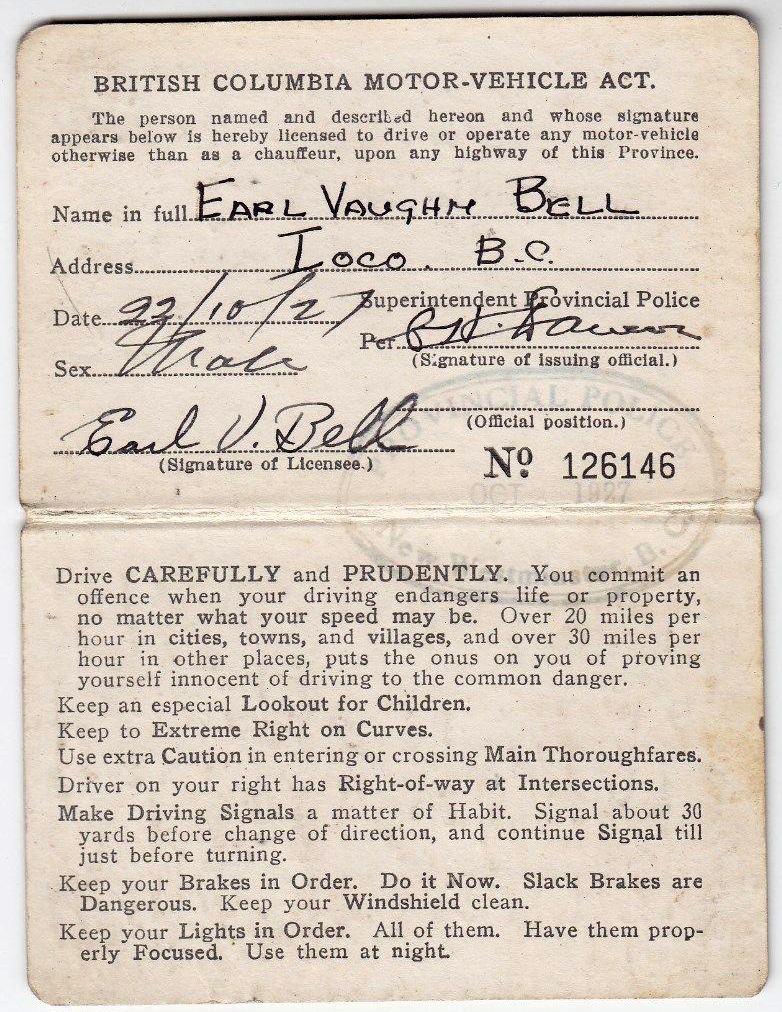 BRITISH COLUMBIA MOTOR-VEHICLE ACT.
The person named and described hereon and whose signature
appears below is hereby licensed to drive or operate any motor-vehicle
otherwise than as a chauffeur, upon any highway of this Province.
Name in full EARL VAUGHN BELL
Address IOCO. B.C.
Date 22/10/27 Superintendent Provincial Police
Per
Sex Male (Signature of issuing official.)
Earl V. Bell (Official position.)
(Signature of Licensee.) No 126146
PROVINCIAL POLICE
OCT 1927
New Westminster, B.C.
Drive CAREFULLY and PRUDENTLY. You commit an
offence when your driving endangers life or property,
no matter what your speed may be. Over 20 miles per
hour in cities, towns, and villages, and over 30 miles per
hour in other places, puts the onus on you of proving
yourself innocent of driving to the common danger.
Keep an especial Lookout for Children.
Keep to Extreme Right on Curves.
Use extra Caution in entering or crossing Main Thoroughfares.
Driver on your right has Right-of-way at Intersections.
Make Driving Signals a matter of Habit. Signal about 30
yards before change of direction, and continue Signal till
just before turning.
Keep your Brakes in Order. Do it Now. Slack Brakes are
Dangerous. Keep your Windshield clean.
Keep your Lights in Order. All of them. Have them prop-
erly Focused. Use them at night.